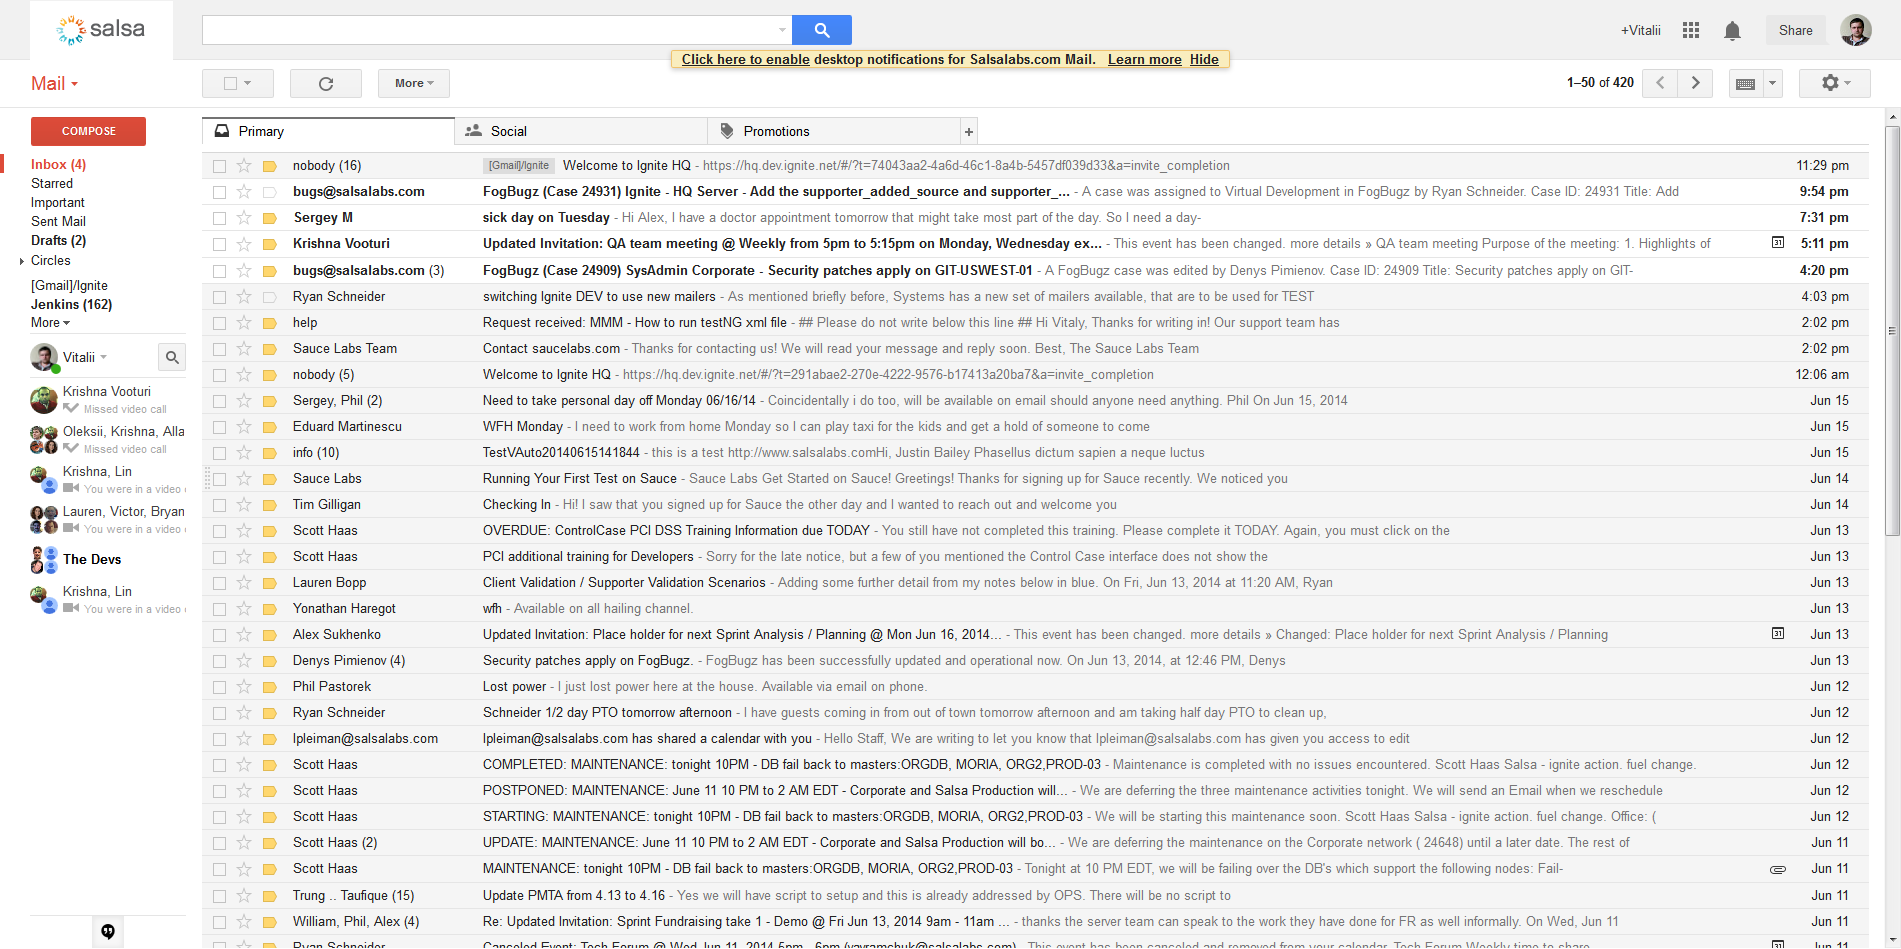 salsa
+Vitalii
Share
Click here to enable desktop notifications for Salsalabs.com Mail. Learn more Hide
Mail
More
1–50 of 420
COMPOSE
Inbox (4)
Starred
Important
Sent Mail
Drafts (2)
Circles
[Gmail]/Ignite
Jenkins (162)
More
Vitalii
Krishna Vooturi
Missed video call
Oleksii, Krishna, Alla
Missed video call
Krishna, Lin
You were in a video
Lauren, Victor, Bryan
You were in a video
The Devs
Krishna, Lin
You were in a video
Primary
Social
Promotions
+
nobody (16) [Gmail]/Ignite Welcome to Ignite HQ - https://hq.dev.ignite.net/#/?t=74043aa2-4a6d-46c1-8a4b-5457df039d33&a=invite_completion 11:29 pm
bugs@salsalabs.com FogBugz (Case 24931) Ignite - HQ Server - Add the supporter_added_source and supporter_... - A case was assigned to Virtual Development in FogBugz by Ryan Schneider. Case ID: 24931 Title: Add 9:54 pm
Sergey M sick day on Tuesday - Hi Alex, I have a doctor appointment tomorrow that might take most part of the day. So I need a day- 7:31 pm
Krishna Vooturi Updated Invitation: QA team meeting @ Weekly from 5pm to 5:15pm on Monday, Wednesday ex... - This event has been changed. more details » QA team meeting Purpose of the meeting: 1. Highlights of 31 5:11 pm
bugs@salsalabs.com (3) FogBugz (Case 24909) SysAdmin Corporate - Security patches apply on GIT-USWEST-01 - A FogBugz case was edited by Denys Pimienov. Case ID: 24909 Title: Security patches apply on GIT- 4:20 pm
Ryan Schneider switching Ignite DEV to use new mailers - As mentioned briefly before, Systems has a new set of mailers available, that are to be used for TEST 4:03 pm
help Request received: MMM - How to run testNG xml file - ## Please do not write below this line ## Hi Vitaly, Thanks for writing in! Our support team has 2:02 pm
Sauce Labs Team Contact saucelabs.com - Thanks for contacting us! We will read your message and reply soon. Best, The Sauce Labs Team 2:02 pm
nobody (5) Welcome to Ignite HQ - https://hq.dev.ignite.net/#/?t=291abae2-270e-4222-9576-b17413a20ba7&a=invite_completion 12:06 am
Sergey, Phil (2) Need to take personal day off Monday 06/16/14 - Coincidentally i do too, will be available on email should anyone need anything. Phil On Jun 15, 2014 Jun 15
Eduard Martinescu WFH Monday - I need to work from home Monday so I can play taxi for the kids and get a hold of someone to come Jun 15
info (10) TestVAuto20140615141844 - this is a test http://www.salsalabs.comHi, Justin Bailey Phasellus dictum sapien a neque luctus Jun 15
Sauce Labs Running Your First Test on Sauce - Sauce Labs Get Started on Sauce! Greetings! Thanks for signing up for Sauce recently. We noticed you Jun 14
Tim Gilligan Checking In - Hi! I saw that you signed up for Sauce the other day and I wanted to reach out and welcome you Jun 14
Scott Haas OVERDUE: ControlCase PCI DSS Training Information due TODAY - You still have not completed this training. Please complete it TODAY. Again, you must click on the Jun 13
Scott Haas PCI additional training for Developers - Sorry for the late notice, but a few of you mentioned the Control Case interface does not show the Jun 13
Lauren Bopp Client Validation / Supporter Validation Scenarios - Adding some further detail from my notes below in blue. On Fri, Jun 13, 2014 at 11:20 AM, Ryan Jun 13
Yonathan Haregot wfh - Available on all hailing channel. Jun 13
Alex Sukhenko Updated Invitation: Place holder for next Sprint Analysis / Planning @ Mon Jun 16, 2014... - This event has been changed. more details » Changed: Place holder for next Sprint Analysis / Planning 31 Jun 13
Denys Pimienov (4) Security patches apply on FogBugz. - FogBugz has been successfully updated and operational now. On Jun 13, 2014, at 12:46 PM, Denys Jun 13
Phil Pastorek Lost power - I just lost power here at the house. Available via email on phone. Jun 12
Ryan Schneider Schneider 1/2 day PTO tomorrow afternoon - I have guests coming in from out of town tomorrow afternoon and am taking half day PTO to clean up, Jun 12
lpleiman@salsalabs.com lpleiman@salsalabs.com has shared a calendar with you - Hello Staff, We are writing to let you know that lpleiman@salsalabs.com has given you access to edit Jun 12
Scott Haas COMPLETED: MAINTENANCE: tonight 10PM - DB fail back to masters:ORGDB, MORIA, ORG2,PROD-03 - Maintenance is completed with no issues encountered. Scott Haas Salsa - ignite action. fuel change. Jun 12
Scott Haas POSTPONED: MAINTENANCE: June 11 10 PM to 2 AM EDT - Corporate and Salsa Production will... - We are deferring the three maintenance activities tonight. We will send an Email when we reschedule Jun 12
Scott Haas STARTING: MAINTENANCE: tonight 10PM - DB fail back to masters:ORGDB, MORIA, ORG2,PROD-03 - We will be starting this maintenance soon. Scott Haas Salsa - ignite action. fuel change. Office: ( Jun 12
Scott Haas (2) UPDATE: MAINTENANCE: June 11 10 PM to 2 AM EDT - Corporate and Salsa Production will bo... - We are deferring the maintenance on the Corporate network ( 24648) until a later date. The rest of Jun 11
Scott Haas MAINTENANCE: tonight 10PM - DB fail back to masters:ORGDB, MORIA, ORG2,PROD-03 - Tonight at 10 PM EDT, we will be failing over the DB's which support the following nodes: Fail- Jun 11
Trung .. Taufique (15) Update PMTA from 4.13 to 4.16 - Yes we will have script to setup and this is already addressed by OPS. There will be no script to Jun 11
William, Phil, Alex (4) Re: Updated Invitation: Sprint Fundraising take 1 - Demo @ Fri Jun 13, 2014 9am - 11am ... - thanks the server team can speak to the work they have done for FR as well informally. On Wed, Jun 11 Jun 11
Ryan Schneider Canceled Event: Tech Forum @ Wed Jun 11, 2014 5pm - 6pm (vavramchuk@salsalabs.com) - This event has been canceled and removed from your calendar. Tech Forum Weekly time to share 31 Jun 11